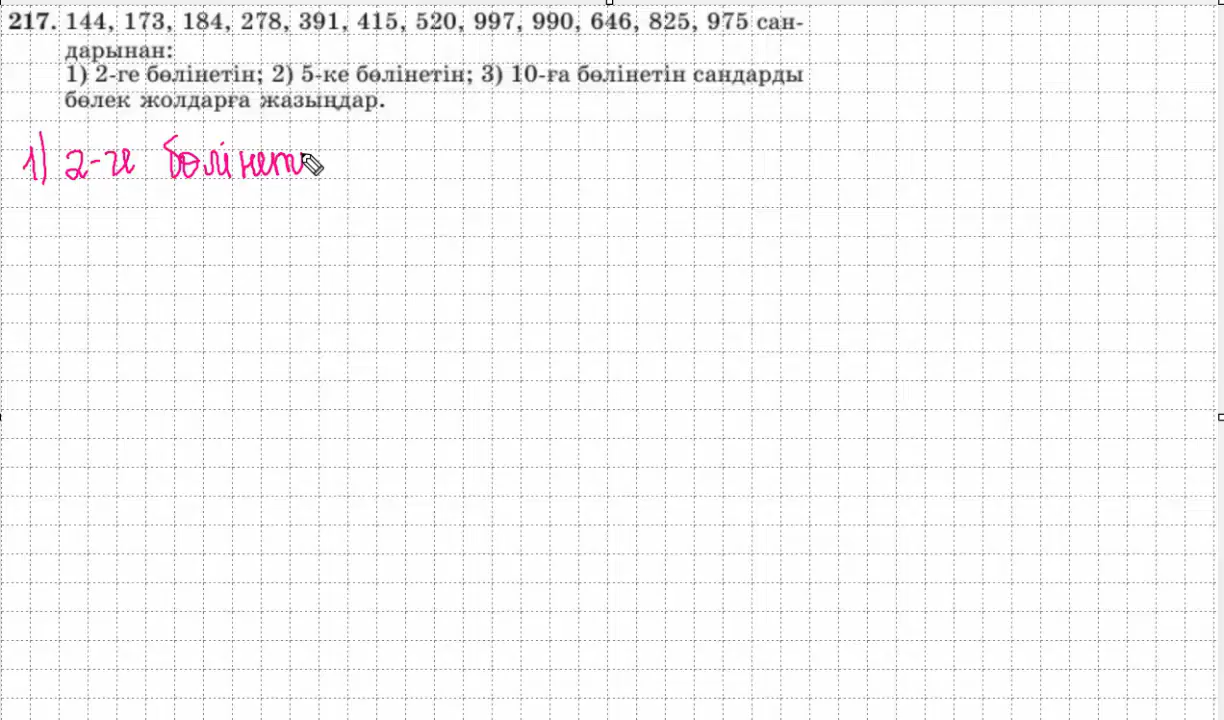 217. 144, 173, 184, 278, 391, 415, 520, 997, 990, 646, 825, 975 сан-
дарынан:
1) 2-ге бөлінетін; 2) 5-ке бөлінетін; 3) 10-ға бөлінетін сандарды
бөлек жолдарға жазыңдар.
1) 2-ге бөлінет